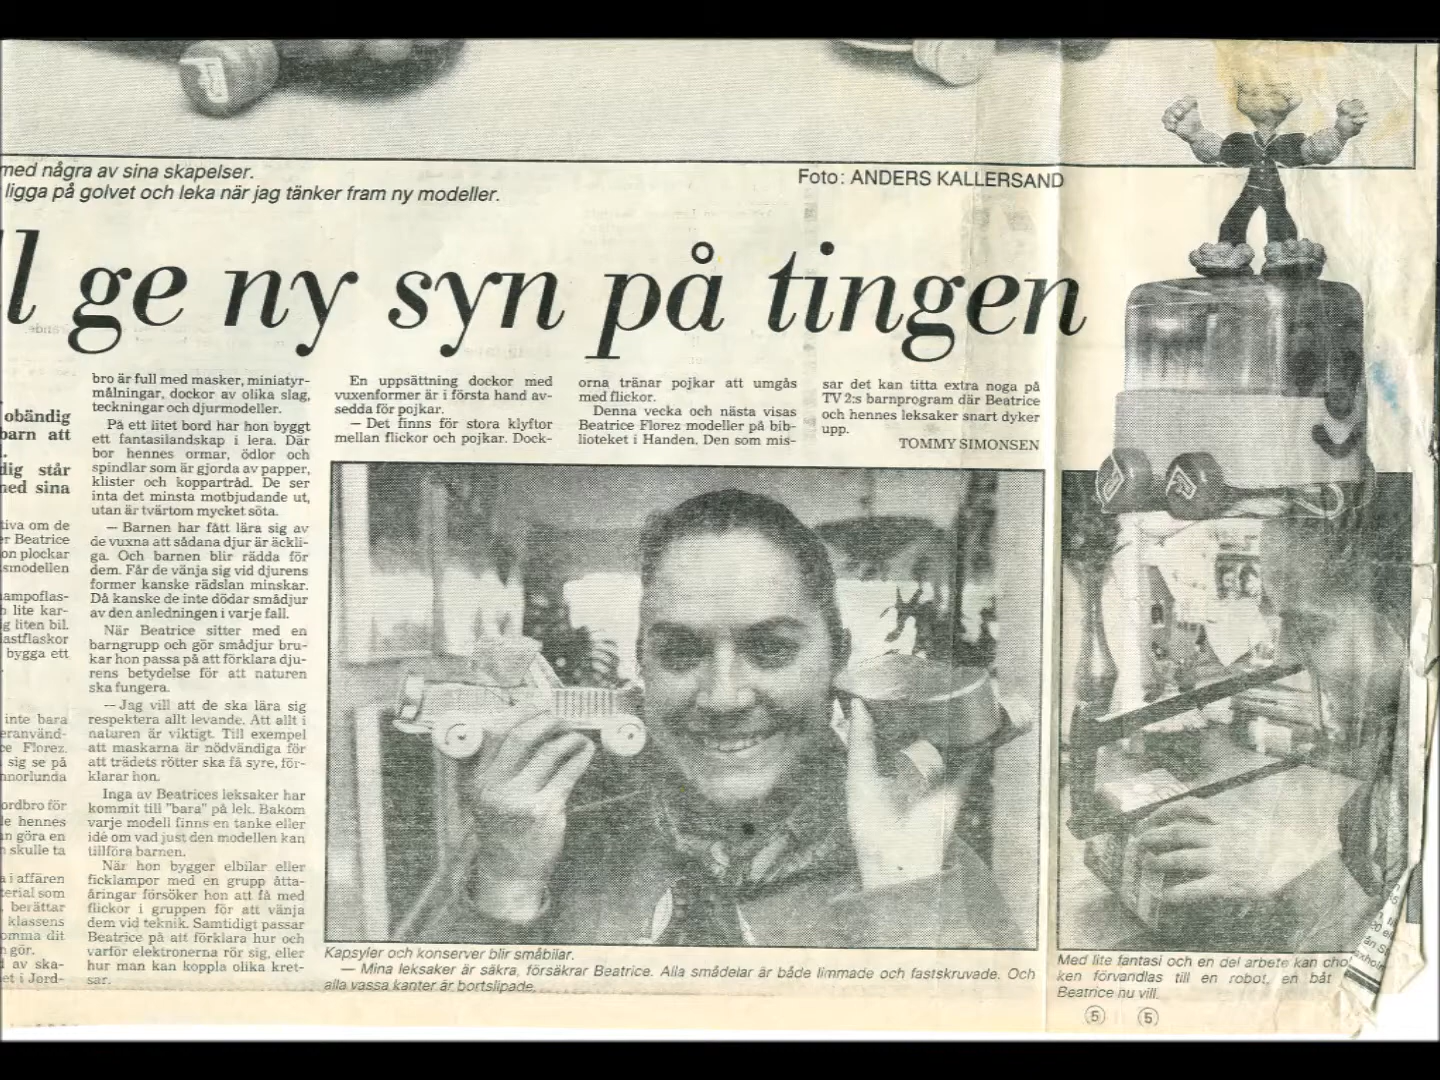 med några av sina skapelser.
ligga på golvet och leka när jag tänker fram ny modeller.
Foto: ANDERS KALLERSAND
l ge ny syn på tingen
obändig
barn att
dig står
med sina
tiva om de
er Beatrice
on plockar
smodellen
ampoflas-
lite kar-
g liten bil.
astflaskor
bygga ett
inte bara
eranvänd-
ce Florez.
sig se på
nnorlunda
ordbro för
de hennes
n göra en
skulle ta
a i affären
terial som
berättar
klassens
omma dit
gör.
av ska-
et i Jord-
bro är full med masker, miniatyr-
målningar, dockor av olika slag,
teckningar och djurmodeller.
På ett litet bord har hon byggt
ett fantasilandskap i lera. Där
bor hennes ormar, ödlor och
spindlar som är gjorda av papper,
klister och koppartråd. De ser
inta det minsta motbjudande ut,
utan är tvärtom mycket söta.
— Barnen har fått lära sig av
de vuxna att sådana djur är äckli-
ga. Och barnen blir rädda för
dem. Får de vänja sig vid djurens
former kanske rädslan minskar.
Då kanske de inte dödar smådjur
av den anledningen i varje fall.
När Beatrice sitter med en
barngrupp och gör smådjur bru-
kar hon passa på att förklara dju-
rens betydelse för att naturen
ska fungera.
— Jag vill att de ska lära sig
respektera allt levande. Att allt i
naturen är viktigt. Till exempel
att maskarna är nödvändiga för
att trädets rötter ska få syre, för-
klarar hon.
Inga av Beatrices leksaker har
kommit till "bara" på lek. Bakom
varje modell finns en tanke eller
idé om vad just den modellen kan
tillföra barnen.
När hon bygger elbilar eller
ficklampor med en grupp åtta-
åringar försöker hon att få med
flickor i gruppen för att vänja
dem vid teknik. Samtidigt passar
Beatrice på att förklara hur och
varför elektronerna rör sig, eller
hur man kan koppla olika kret-
sar.
En uppsättning dockor med
vuxenformer är i första hand av-
sedda för pojkar.
— Det finns för stora klyftor
mellan flickor och pojkar. Dock-
orna tränar pojkar att umgås
med flickor.
Denna vecka och nästa visas
Beatrice Florez modeller på bib-
lioteket i Handen. Den som mis-
sar det kan titta extra noga på
TV 2:s barnprogram där Beatrice
och hennes leksaker snart dyker
upp.
TOMMY SIMONSEN
Kapsyler och konserver blir småbilar.
— Mina leksaker är säkra, försäkrar Beatrice. Alla smådelar är både limmade och fastskruvade. Och
alla vassa kanter är bortslipade.
Med lite fantasi och en del arbete kan cho
ken förvandlas till en robot, en båt
Beatrice nu vill.
5 5